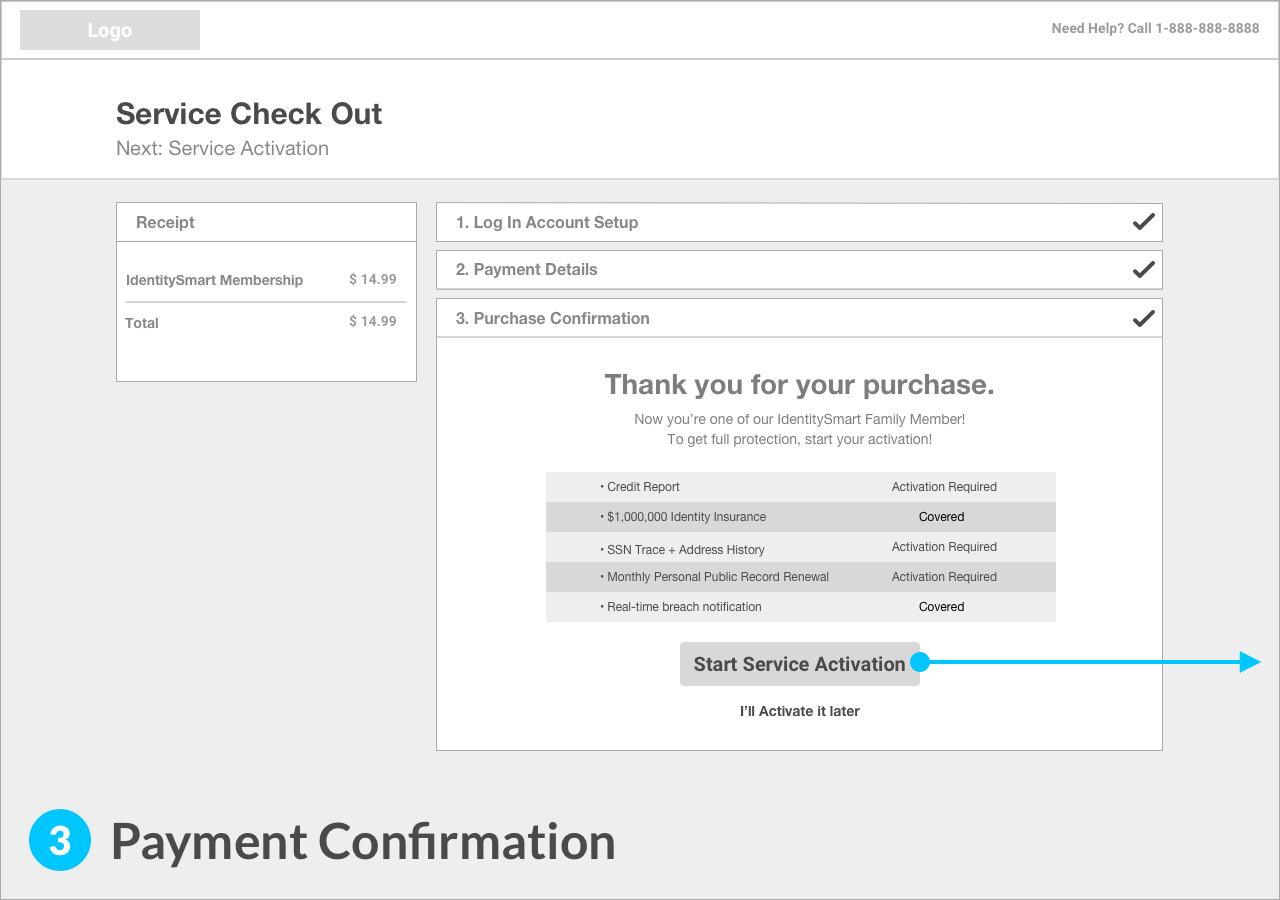 Logo
Need Help? Call 1-888-888-8888
Service Check Out
Next: Service Activation
Receipt
IdentitySmart Membership $ 14.99
Total $ 14.99
1. Log In Account Setup
2. Payment Details
3. Purchase Confirmation
Thank you for your purchase.
Now you’re one of our IdentitySmart Family Member!
To get full protection, start your activation!
• Credit Report Activation Required
• $1,000,000 Identity Insurance Covered
• SSN Trace + Address History Activation Required
• Monthly Personal Public Record Renewal Activation Required
• Real-time breach notification Covered
Start Service Activation
I’ll Activate it later
3 Payment Confirmation